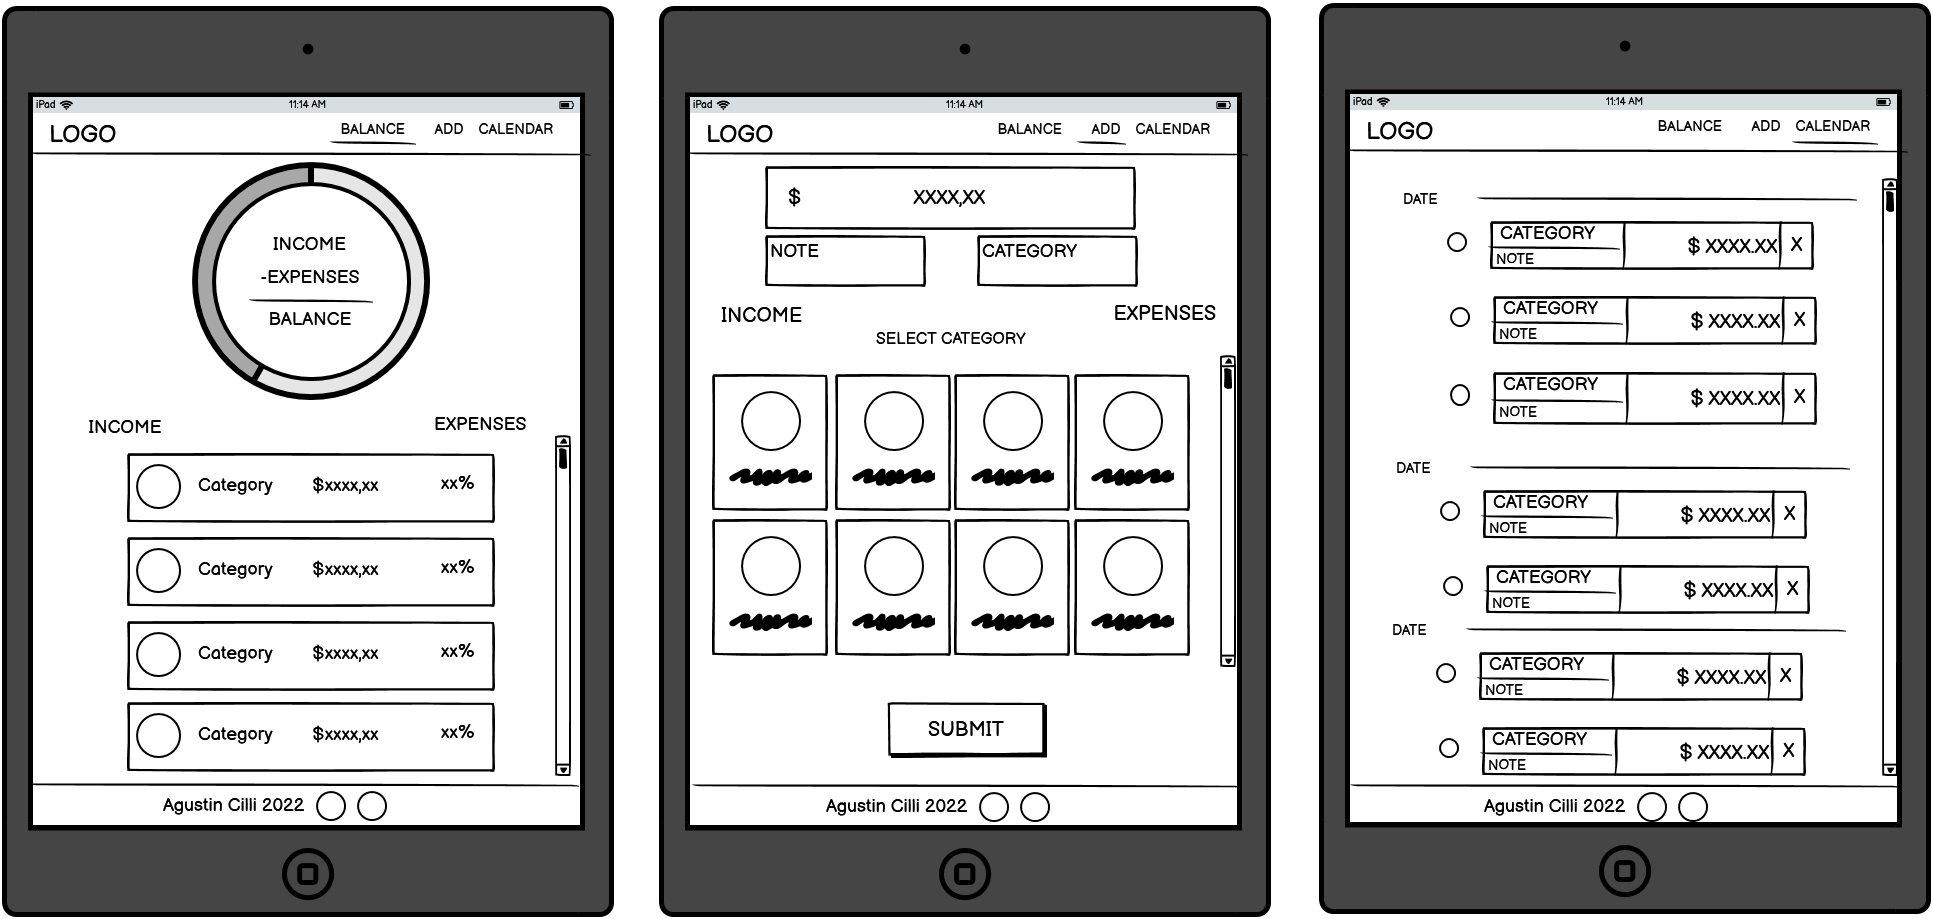 iPad 11:14 AM
LOGO BALANCE ADD CALENDAR
INCOME
-EXPENSES
BALANCE
INCOME EXPENSES
Category $xxxx,xx xx%
Category $xxxx,xx xx%
Category $xxxx,xx xx%
Category $xxxx,xx xx%
Agustin Cilli 2022
iPad 11:14 AM
LOGO BALANCE ADD CALENDAR
$ XXXX,XX
NOTE CATEGORY
INCOME EXPENSES
SELECT CATEGORY
SUBMIT
Agustin Cilli 2022
iPad 11:14 AM
LOGO BALANCE ADD CALENDAR
DATE
CATEGORY $ XXXX.XX X
NOTE
CATEGORY $ XXXX.XX X
NOTE
CATEGORY $ XXXX.XX X
NOTE
DATE
CATEGORY $ XXXX.XX X
NOTE
CATEGORY $ XXXX.XX X
NOTE
DATE
CATEGORY $ XXXX.XX X
NOTE
CATEGORY $ XXXX.XX X
NOTE
Agustin Cilli 2022